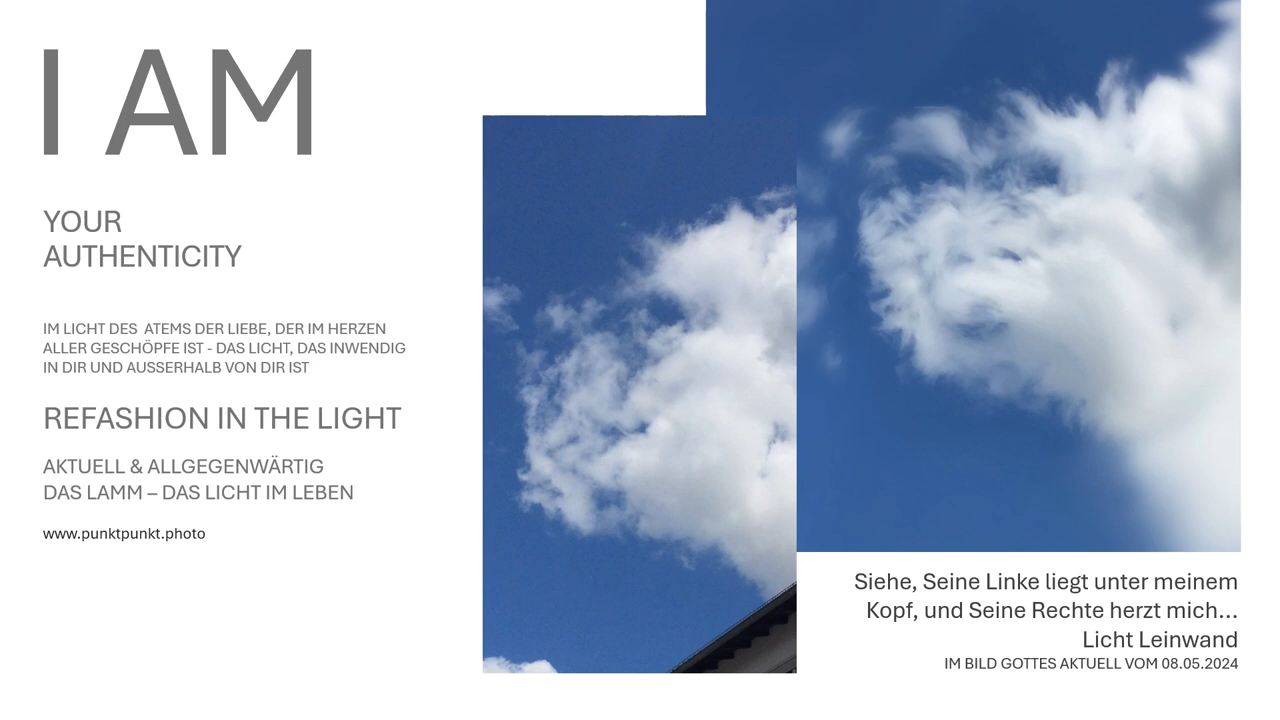 I AM
YOUR
AUTHENTICITY
IM LICHT DES  ATEMS DER LIEBE, DER IM HERZEN
ALLER GESCHÖPFE IST - DAS LICHT, DAS INWENDIG
IN DIR UND AUSSERHALB VON DIR IST
REFASHION IN THE LIGHT
AKTUELL & ALLGEGENWÄRTIG
DAS LAMM – DAS LICHT IM LEBEN
www.punktpunkt.photo
Siehe, Seine Linke liegt unter meinem
Kopf, und Seine Rechte herzt mich...
Licht Leinwand
IM BILD GOTTES AKTUELL VOM 08.05.2024